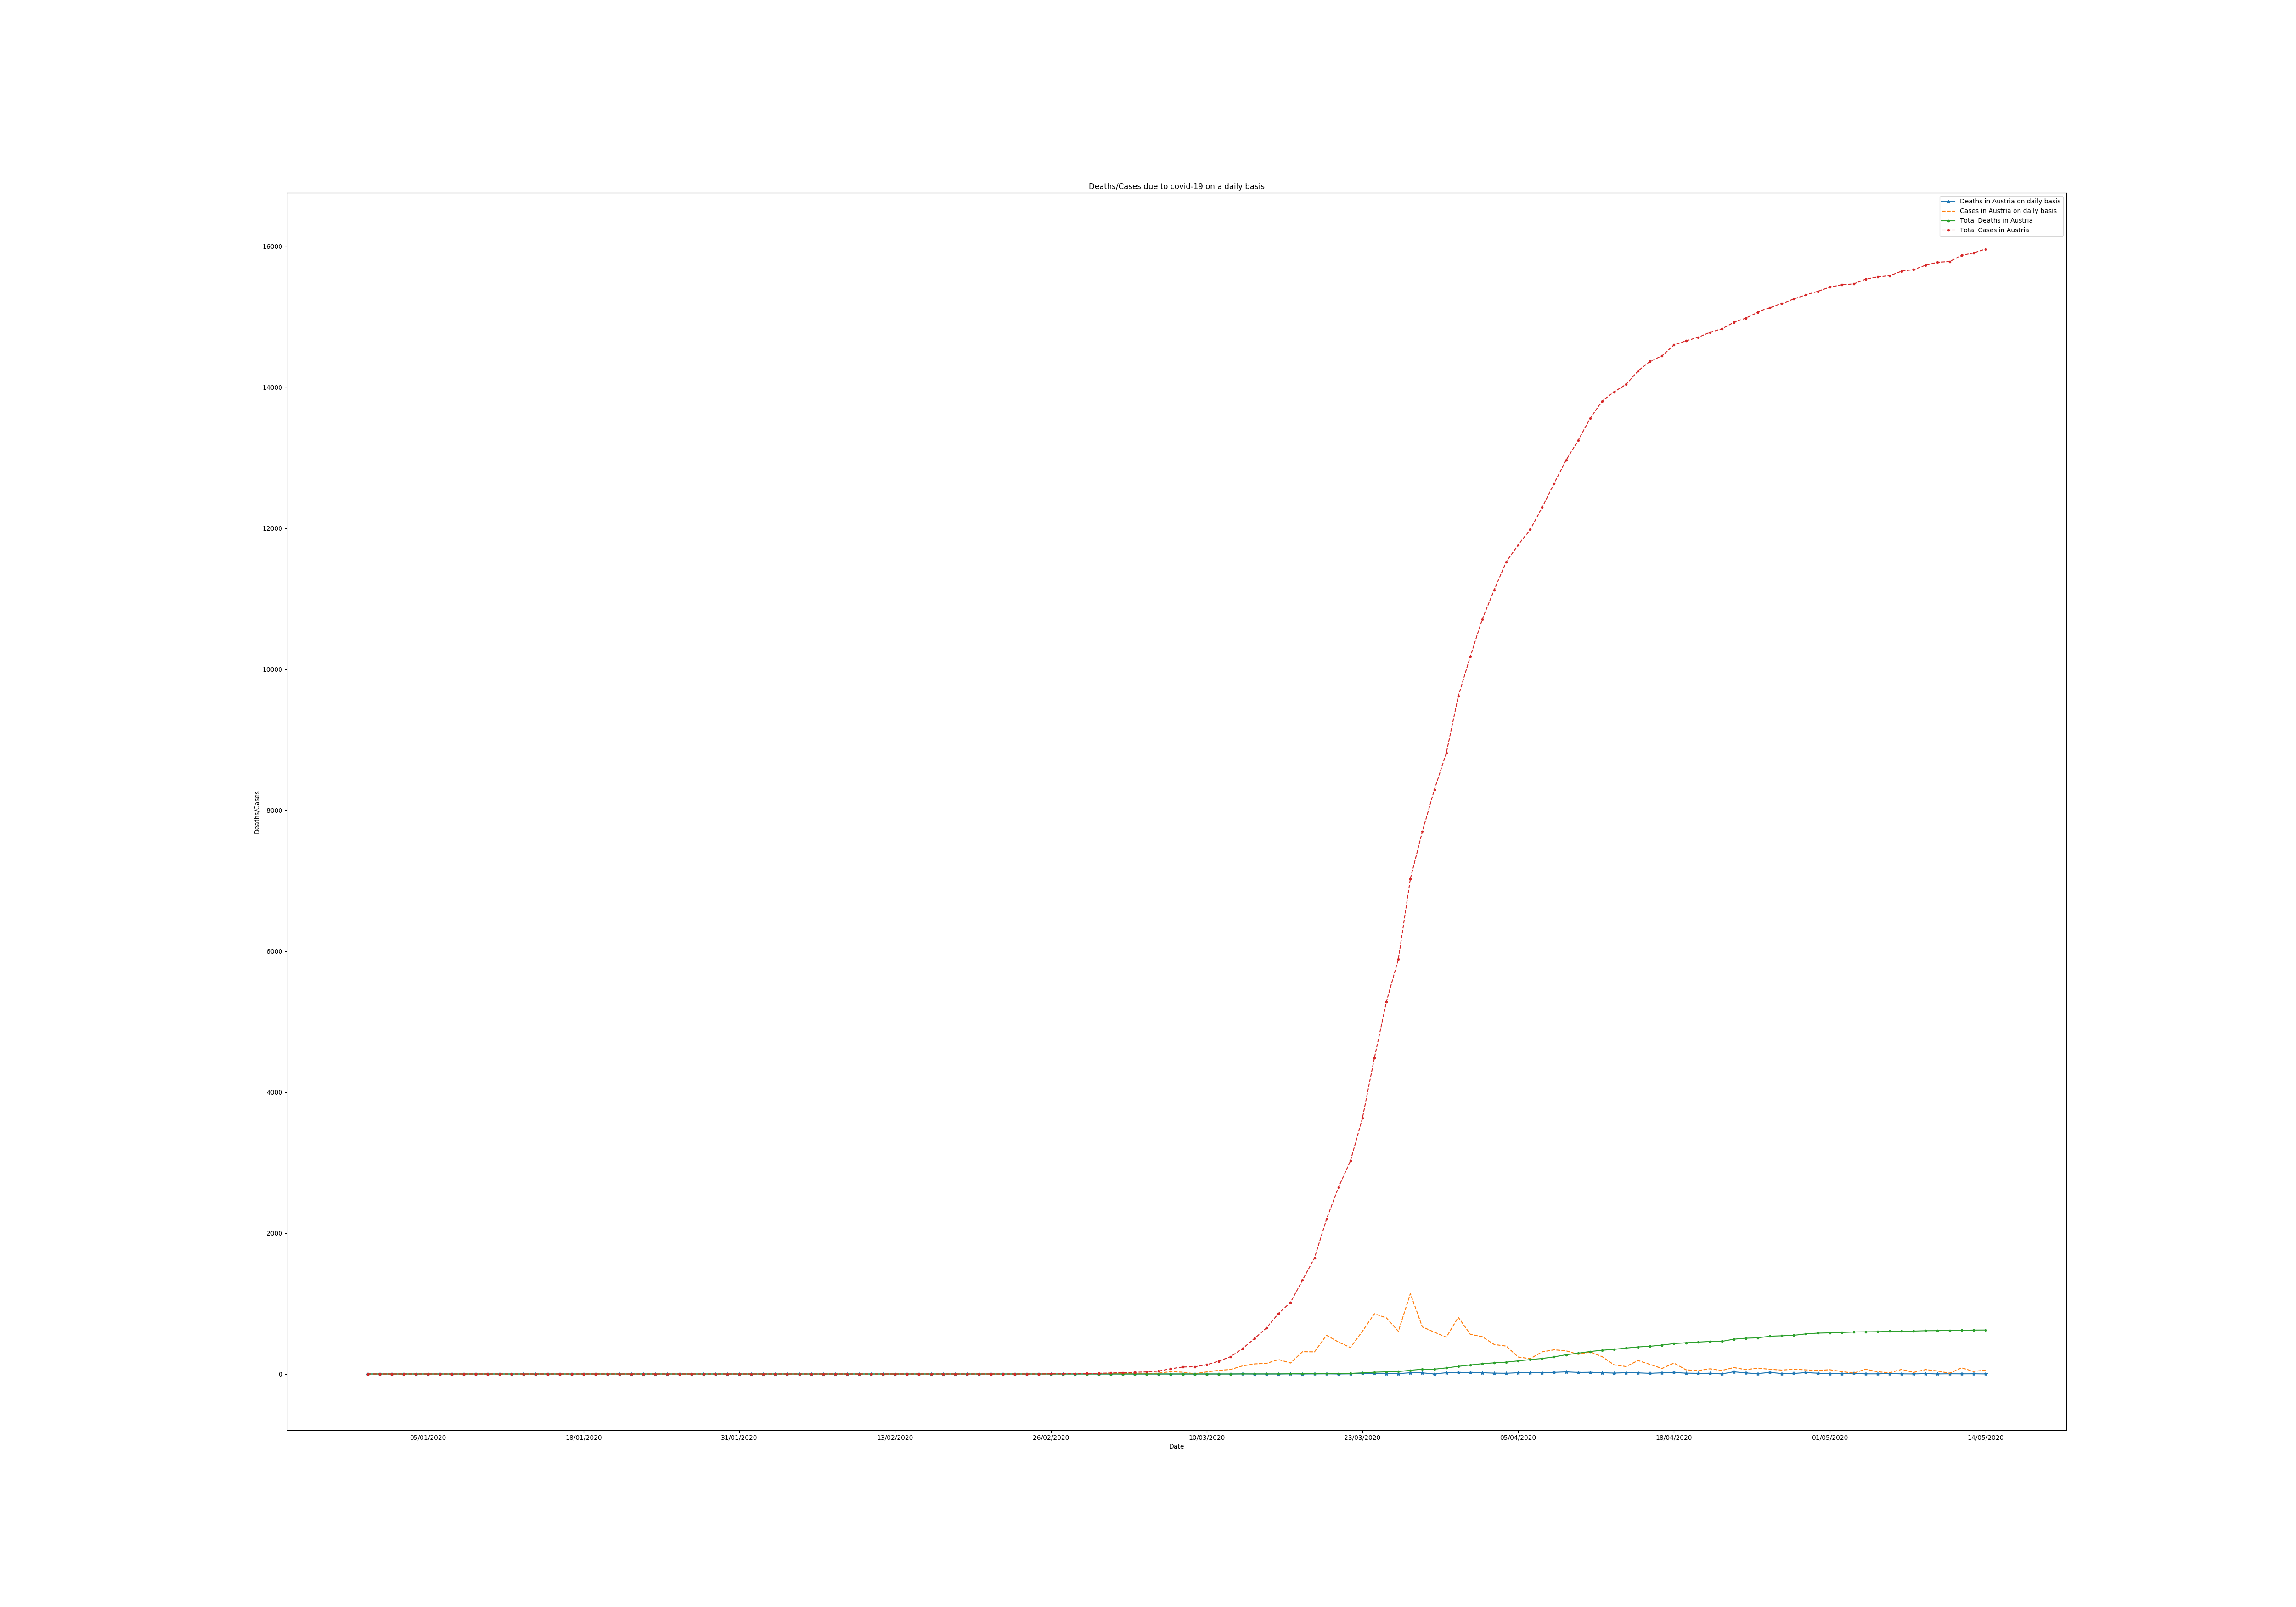 Deaths/Cases due to covid-19 on a daily basis
Deaths in Austria on daily basis
Cases in Austria on daily basis
Total Deaths in Austria
Total Cases in Austria
16000
14000
12000
10000
8000
6000
4000
2000
0
Deaths/Cases
05/01/2020 18/01/2020 31/01/2020 13/02/2020 26/02/2020 10/03/2020 23/03/2020 05/04/2020 18/04/2020 01/05/2020 14/05/2020
Date